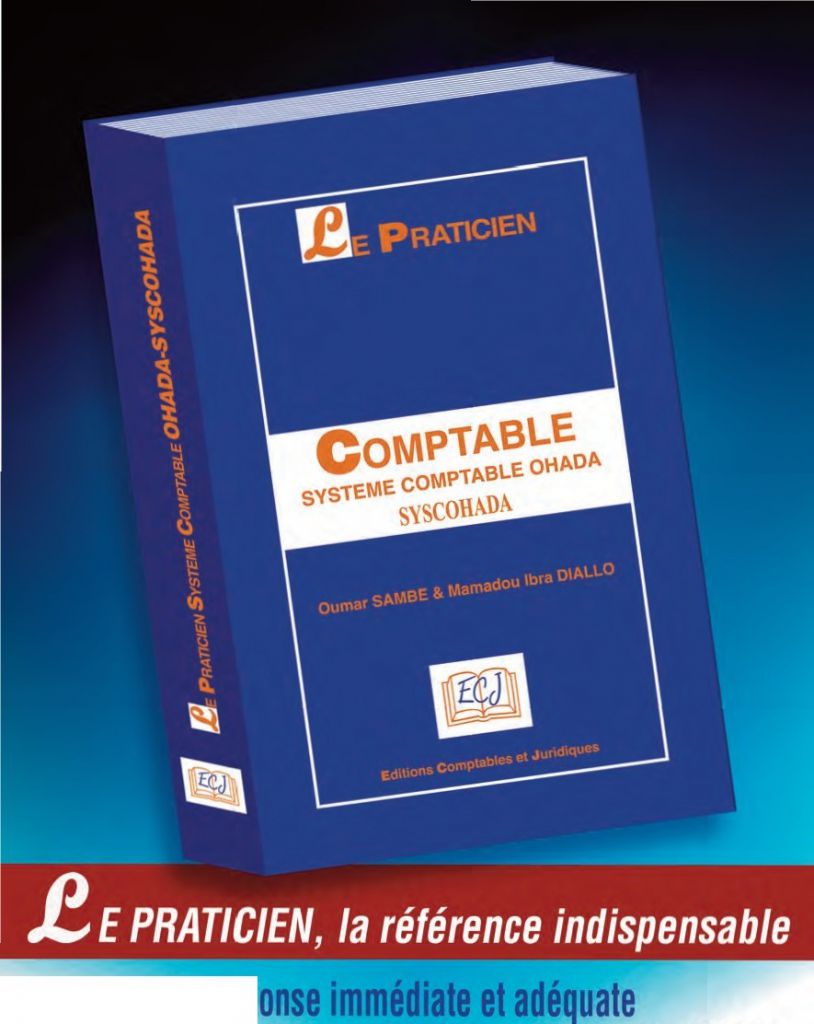 LE PRATICIEN
COMPTABLE
SYSTEME COMPTABLE OHADA
SYSCOHADA
Oumar SAMBE & Mamadou Ibra DIALLO
ECJ
Editions Comptables et Juridiques
LE PRATICIEN SYSTEME COMPTABLE OHADA-SYSCOHADA
ECJ
LE PRATICIEN, la référence indispensable
onse immédiate et adéquate